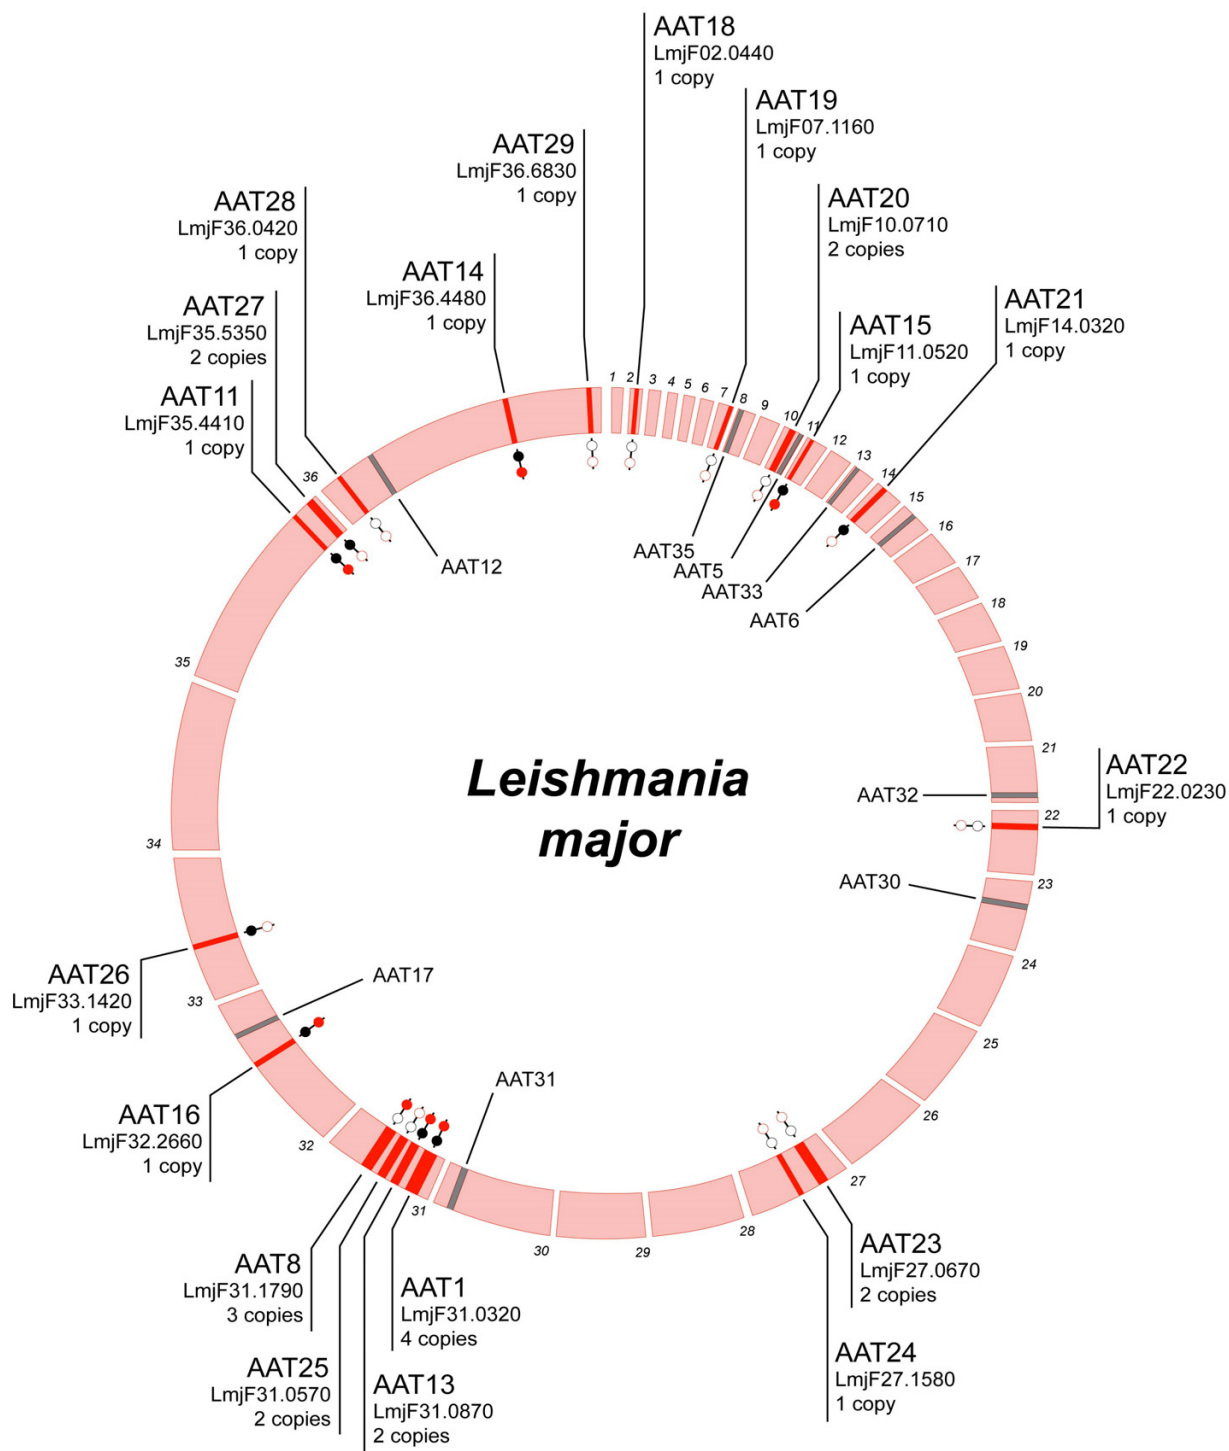 AAT18
LmjF02.0440
1 copy
AAT19
LmjF07.1160
1 copy
AAT29
LmjF36.6830
1 copy
AAT28
LmjF36.0420
1 copy
AAT20
LmjF10.0710
2 copies
AAT14
LmjF36.4480
1 copy
AAT27
LmjF35.5350
2 copies
AAT21
LmjF14.0320
1 copy
AAT15
LmjF11.0520
1 copy
AAT11
LmjF35.4410
1 copy
1
2
3
4
5
6
7
8
9
10
11
12
13
14
15
16
17
18
19
20
21
22
23
24
25
26
27
28
29
30
31
32
33
34
35
36
AAT12
AAT35
AAT5
AAT33
AAT6
Leishmania
major
AAT32
AAT22
LmjF22.0230
1 copy
AAT30
AAT26
LmjF33.1420
1 copy
AAT17
AAT31
AAT16
LmjF32.2660
1 copy
AAT8
LmjF31.1790
3 copies
AAT1
LmjF31.0320
4 copies
AAT23
LmjF27.0670
2 copies
AAT25
LmjF31.0570
2 copies
AAT13
LmjF31.0870
2 copies
AAT24
LmjF27.1580
1 copy